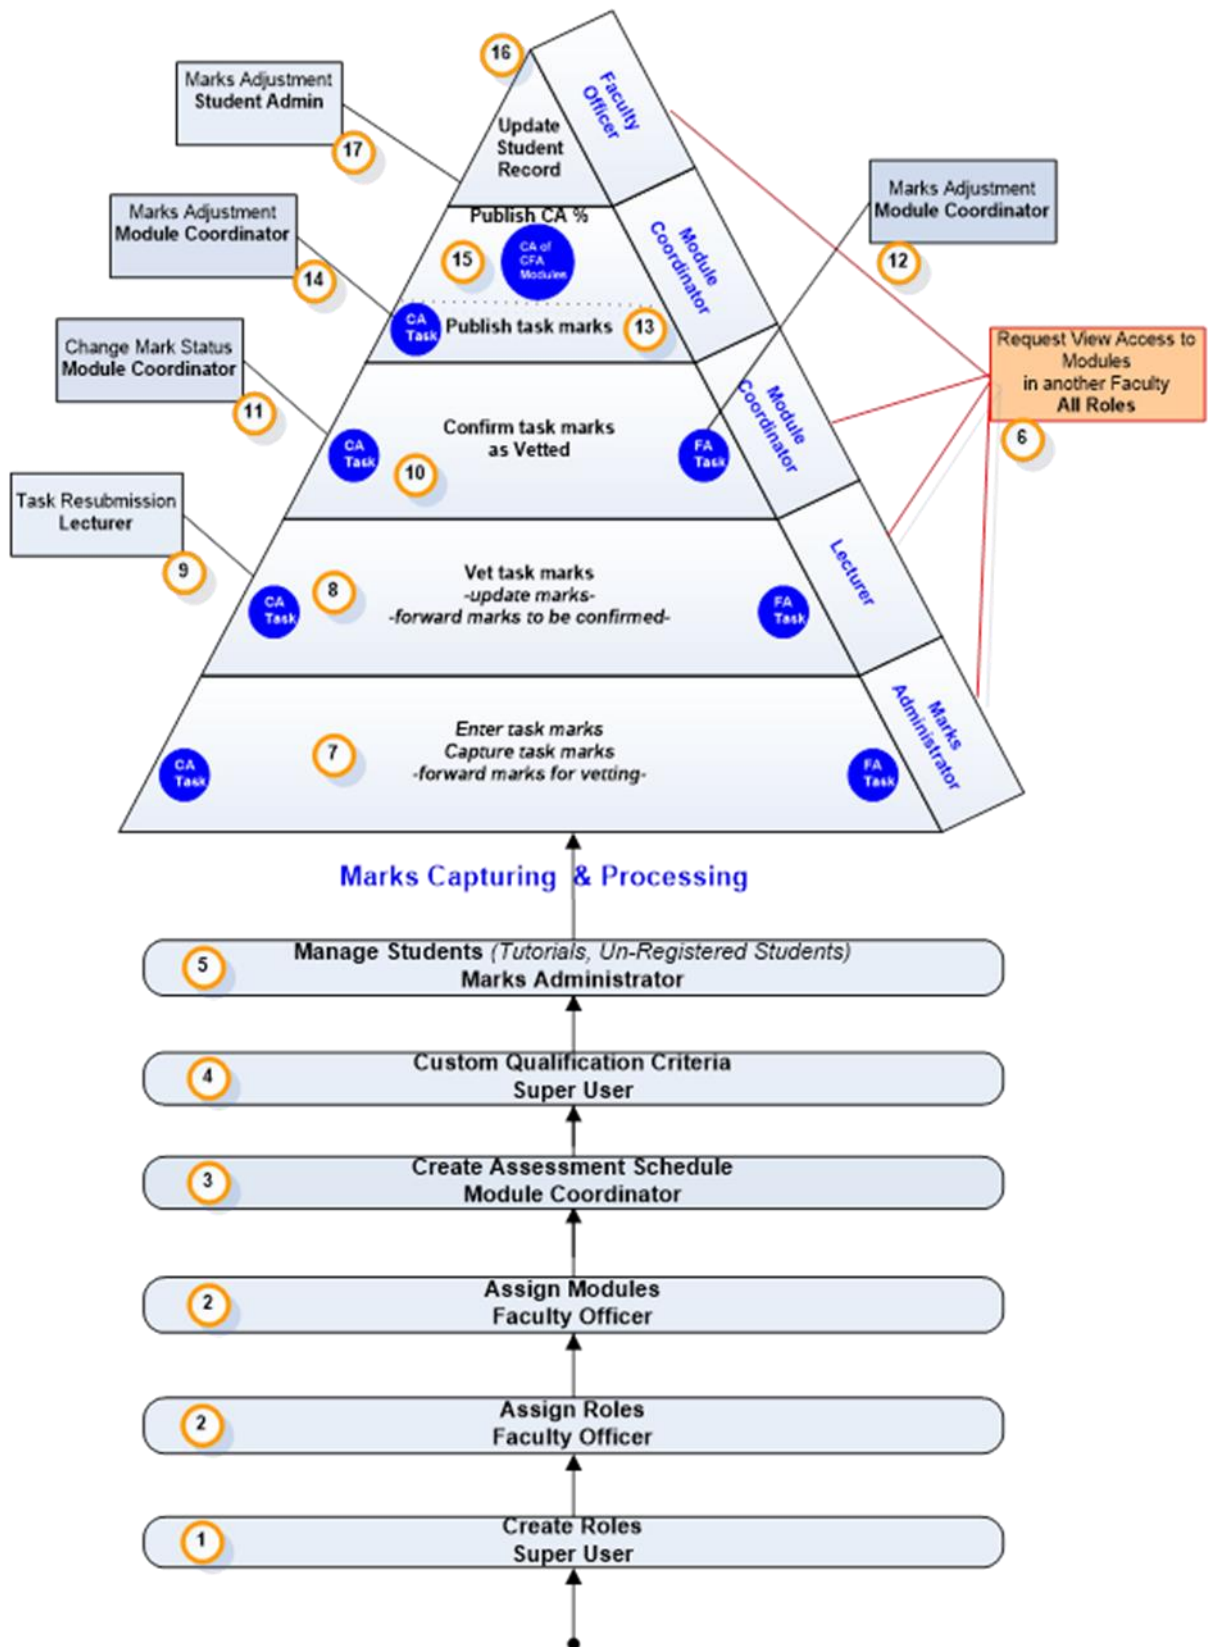 16
Faculty
Officer
Marks Adjustment
Student Admin
17
Update
Student
Record
Marks Adjustment
Module Coordinator
12
Marks Adjustment
Module Coordinator
14
Publish CA %
15
CA of
CFA
Modules
Module
Coordinator
CA
Task
Publish task marks
13
Request View Access to
Modules
in another Faculty
All Roles
6
Change Mark Status
Module Coordinator
11
CA
Task
10
Confirm task marks
as Vetted
FA
Task
Module
Coordinator
Task Resubmission
Lecturer
9
CA
Task
8
Vet task marks
-update marks-
-forward marks to be confirmed-
FA
Task
Lecturer
CA
Task
7
Enter task marks
Capture task marks
-forward marks for vetting-
FA
Task
Marks
Administrator
Marks Capturing & Processing
5
Manage Students (Tutorials, Un-Registered Students)
Marks Administrator
4
Custom Qualification Criteria
Super User
3
Create Assessment Schedule
Module Coordinator
2
Assign Modules
Faculty Officer
2
Assign Roles
Faculty Officer
1
Create Roles
Super User